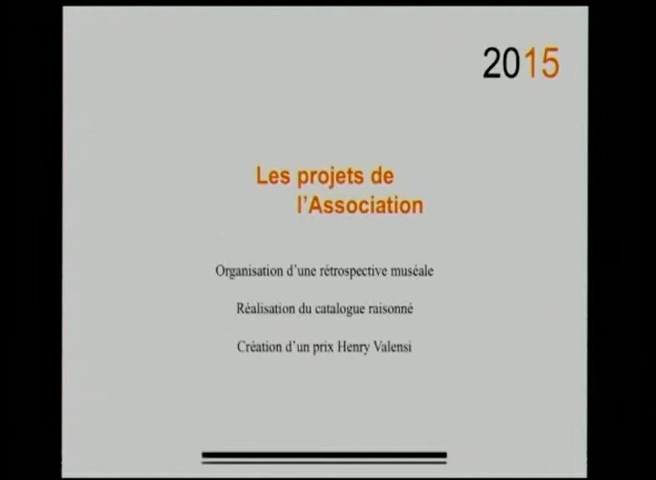 2015
Les projets de
l'Association
Organisation d'une rétrospective muséale
Réalisation du catalogue raisonné
Création d'un prix Henry Valensi